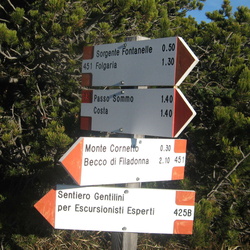 Sorgente Fontanelle 0.50
451 Folgaria 1.30
Passo Sommo 1.40
Costa 1.40
Monte Cornetto 0.30
Becco di Filadonna 2.10 451
Sentiero Gentilini
per Escursionisti Esperti 425B